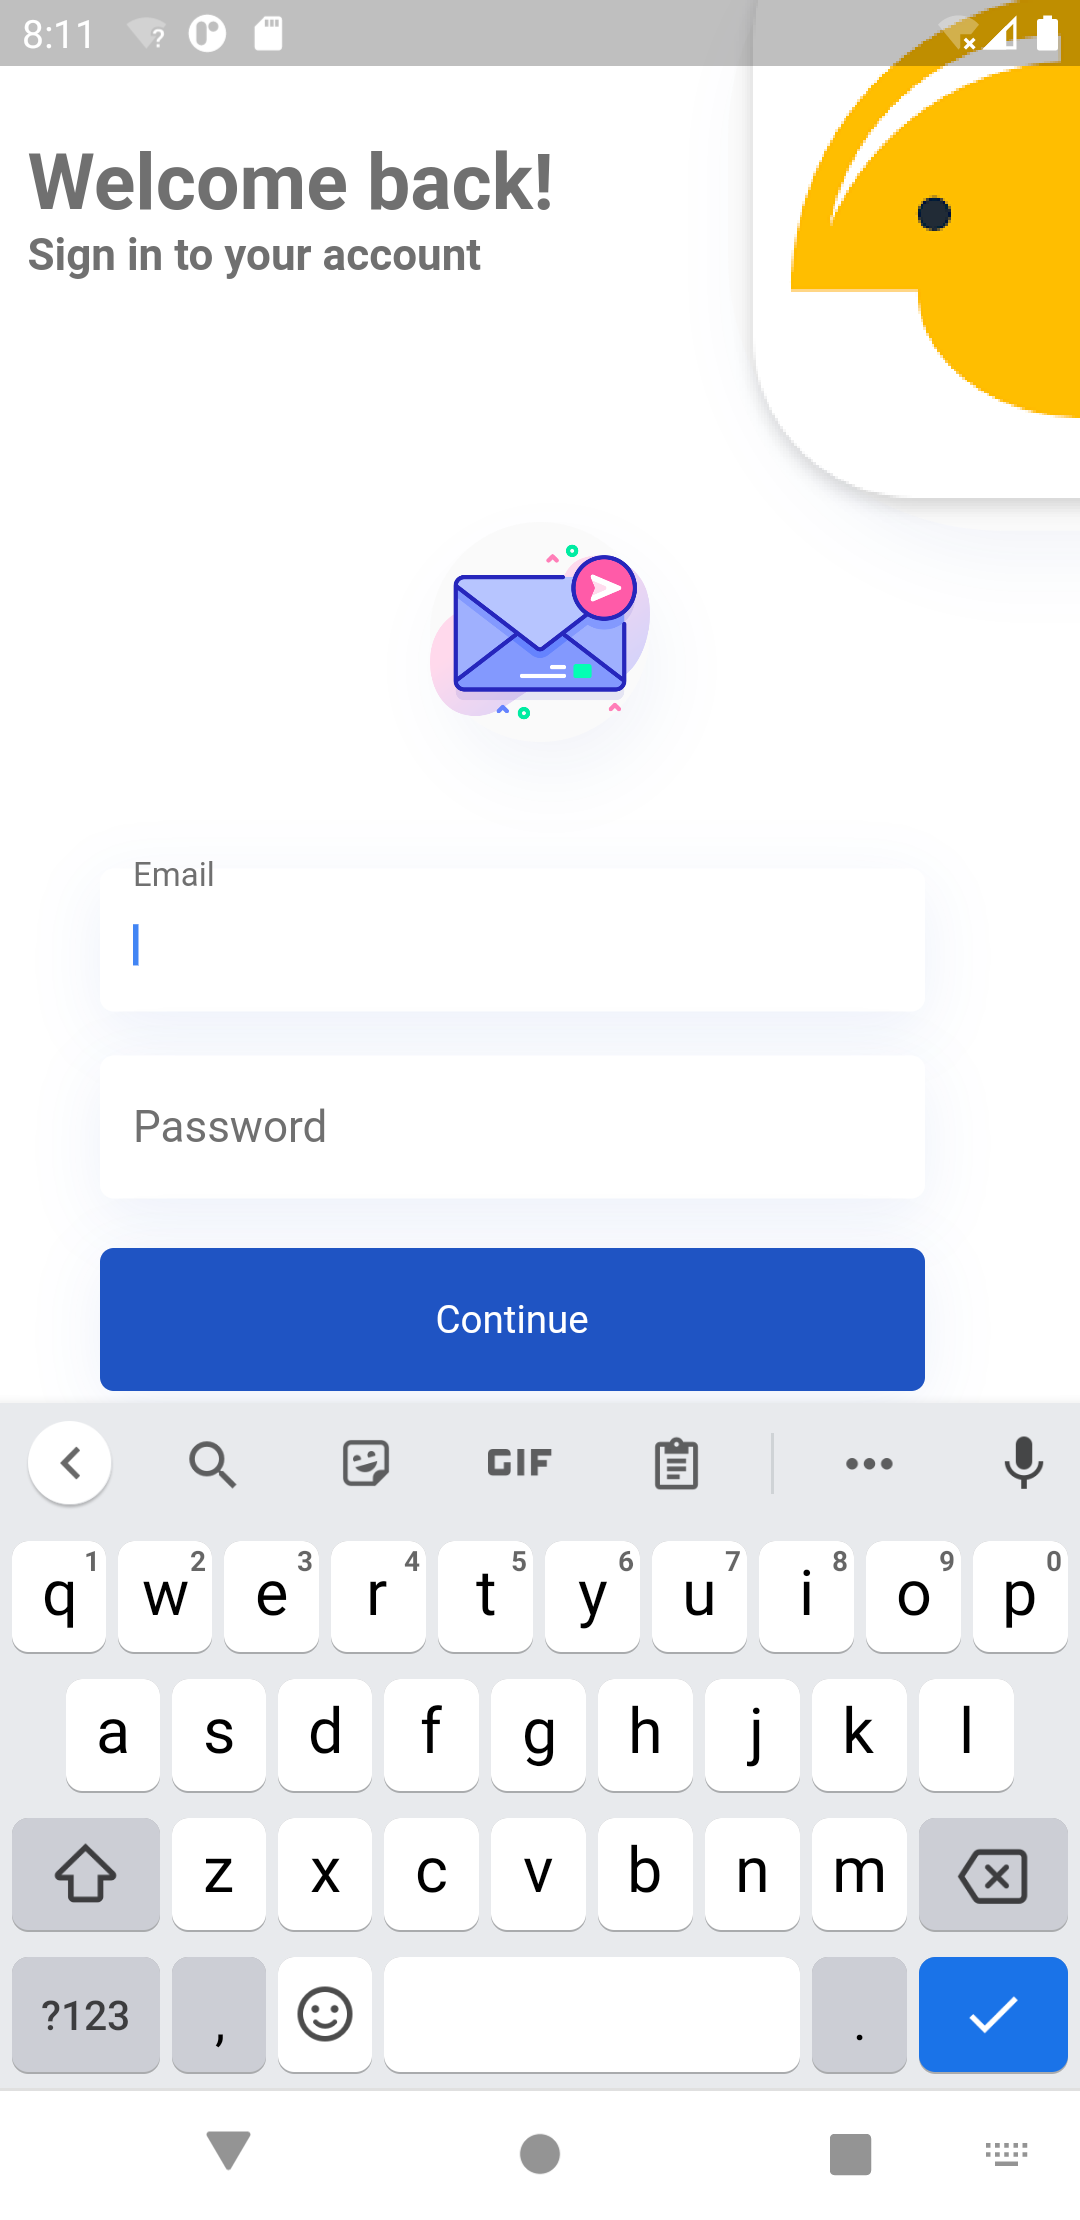 8:11
Welcome back!
Sign in to your account
Email
Password
Continue
GIF
q 1 w 2 e 3 r 4 t 5 y 6 u 7 i 8 o 9 p 0
a s d f g h j k l
z x c v b n m
?123 , .